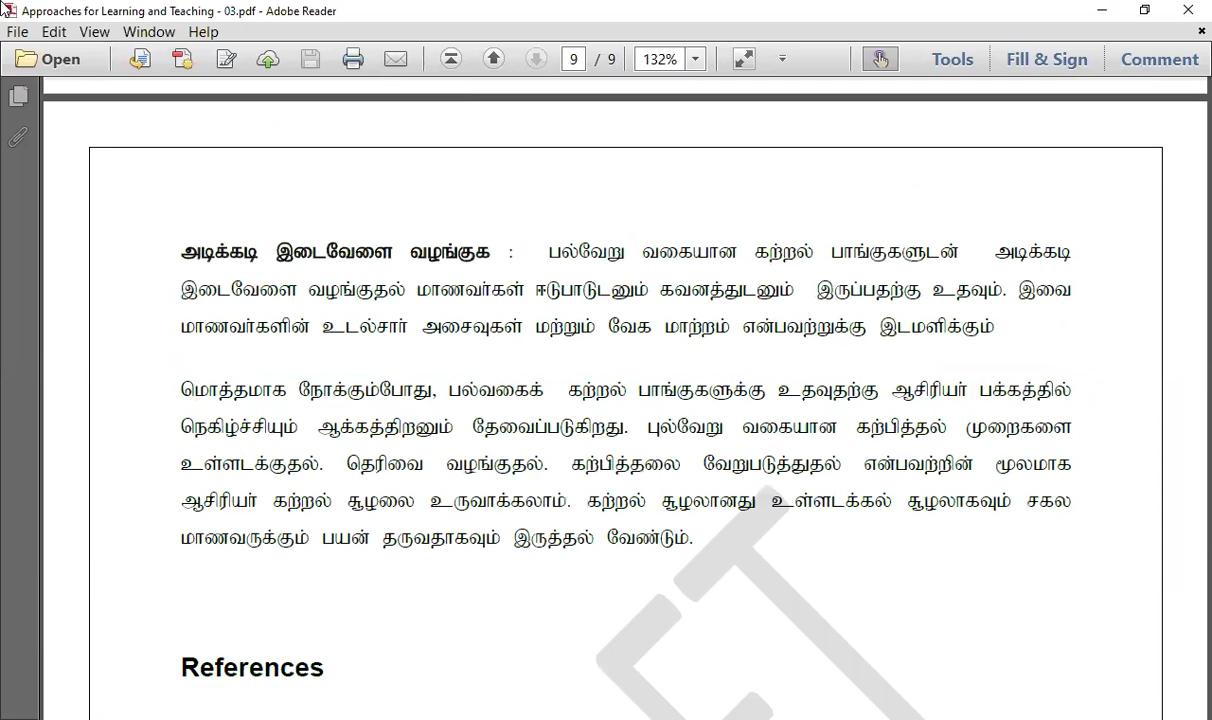 Approaches for Learning and Teaching - 03.pdf - Adobe Reader
File Edit View Window Help
Open 9 / 9 132% Tools Fill & Sign Comment
அடிக்கடி இடைவேளை வழங்குக : பல்வேறு வகையான கற்றல் பாங்குகளுடன் அடிக்கடி
இடைவேளை வழங்குதல் மாணவர்கள் ஈடுபாடுடனும் கவனத்துடனும் இருப்பதற்கு உதவும். இவை
மாணவர்களின் உடல்சார் அசைவுகள் மற்றும் வேக மாற்றம் என்பவற்றுக்கு இடமளிக்கும்
மொத்தமாக நோக்கும்போது, பல்வகைக் கற்றல் பாங்குகளுக்கு உதவுதற்கு ஆசிரியர் பக்கத்தில்
நெகிழ்ச்சியும் ஆக்கத்திறனும் தேவைப்படுகிறது. புல்வேறு வகையான கற்பித்தல் முறைகளை
உள்ளடக்குதல். தெரிவை வழங்குதல். கற்பித்தலை வேறுபடுத்துதல் என்பவற்றின் மூலமாக
ஆசிரியர் கற்றல் சூழலை உருவாக்கலாம். கற்றல் சூழலானது உள்ளடக்கல் சூழலாகவும் சகல
மாணவருக்கும் பயன் தருவதாகவும் இருத்தல் வேண்டும்.
References